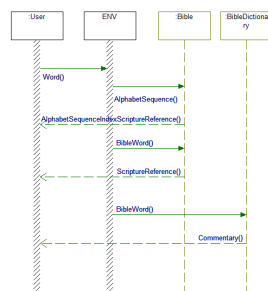 :User
ENV
:Bible
:BibleDictiona
ry
Word()
AlphabetSequence()
AlphabetSequenceIndexScriptureReference()
BibleWord()
ScriptureReference()
BibleWord()
Commentary()